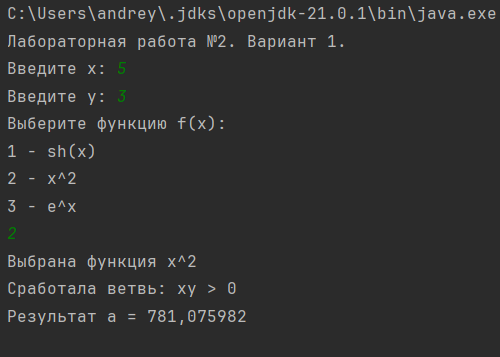 C:\Users\andrey\.jdks\openjdk-21.0.1\bin\java.exe
Лабораторная работа №2. Вариант 1.
Введите x: 5
Введите y: 3
Выберите функцию f(x):
1 - sh(x)
2 - x^2
3 - e^x
2
Выбрана функция x^2
Сработала ветвь: xy > 0
Результат a = 781,075982